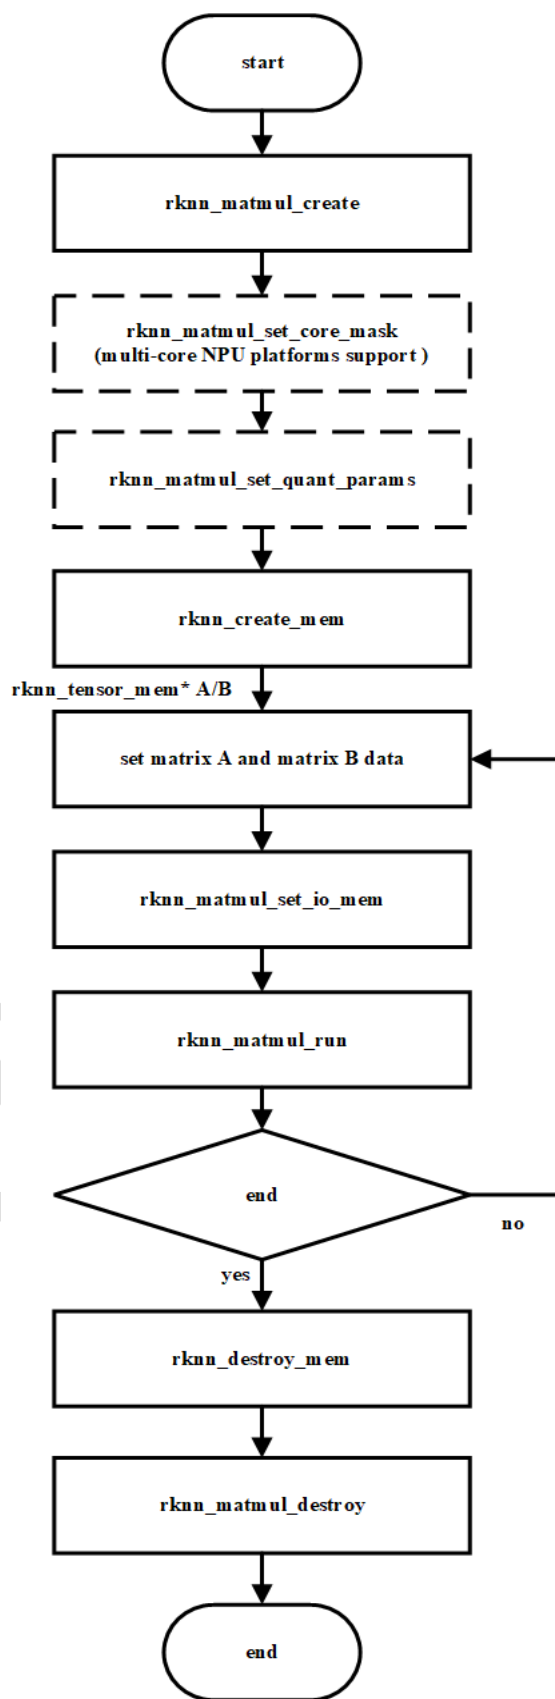 start
rknn_matmul_create
rknn_matmul_set_core_mask
(multi-core NPU platforms support )
rknn_matmul_set_quant_params
rknn_create_mem
rknn_tensor_mem* A/B
set matrix A and matrix B data
rknn_matmul_set_io_mem
rknn_matmul_run
end
no
yes
rknn_destroy_mem
rknn_matmul_destroy
end